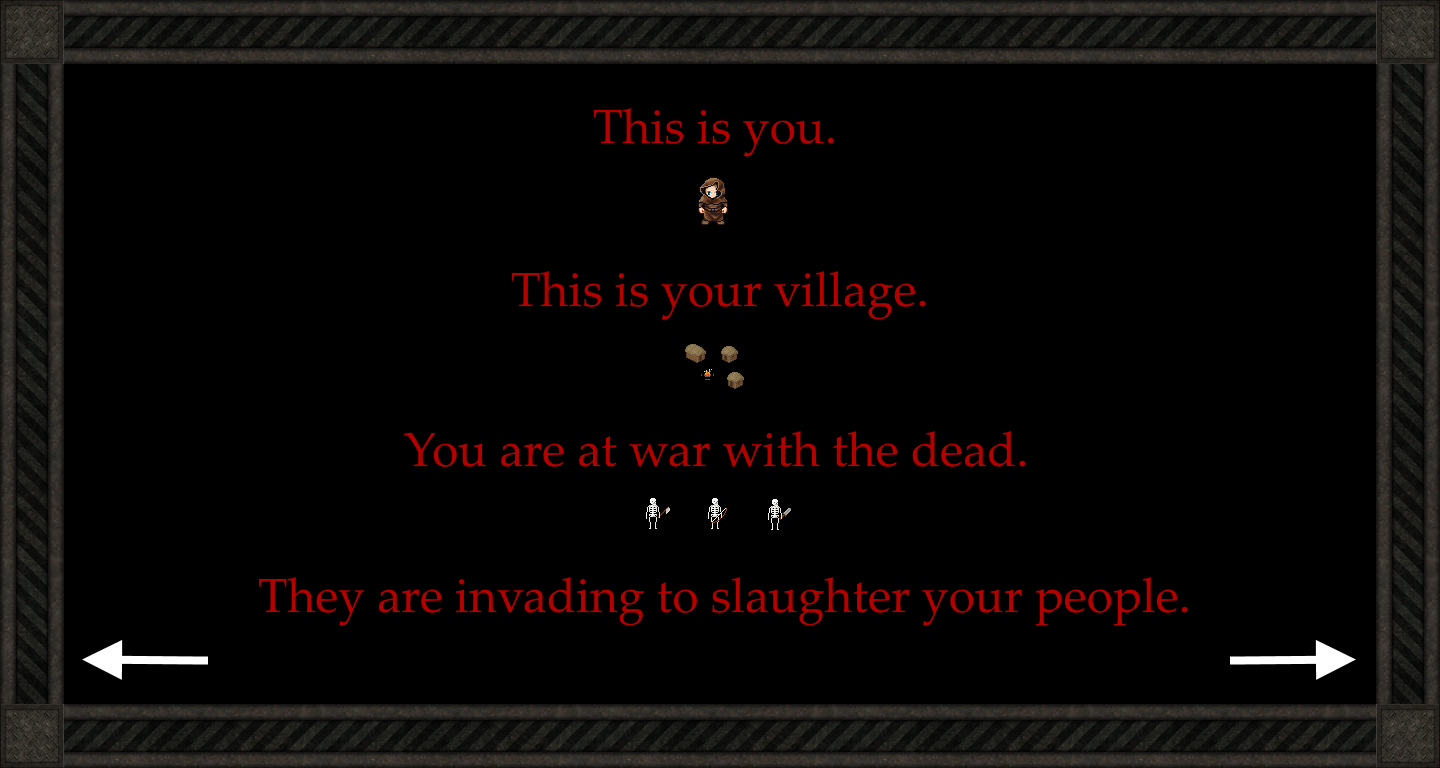 This is you.
This is your village.
You are at war with the dead.
They are invading to slaughter your people.